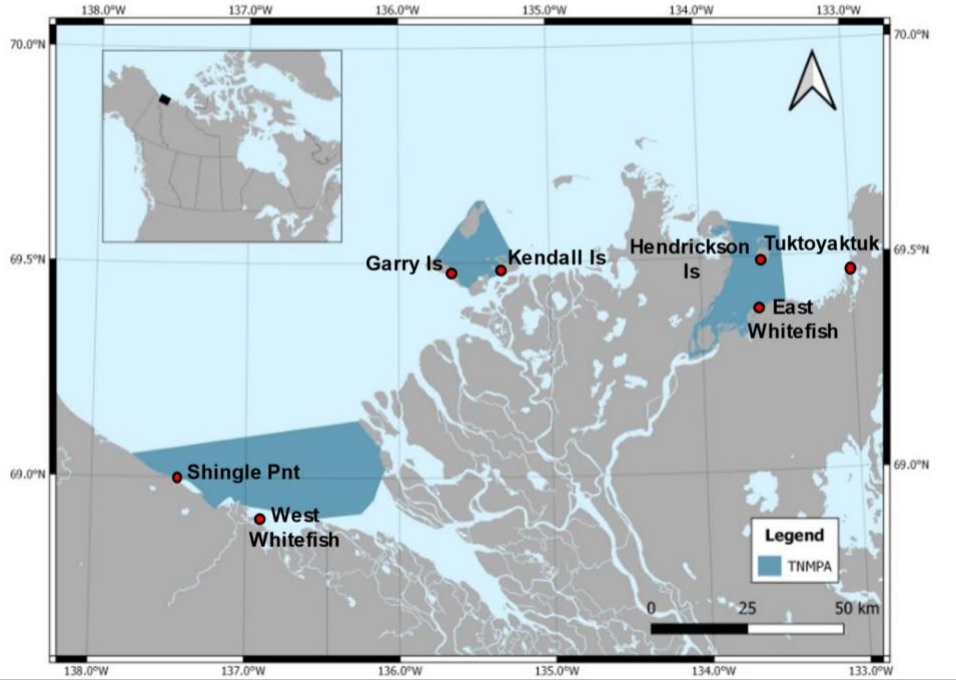 138.0°W 137.0°W 136.0°W 135.0°W 134.0°W 133.0°W
70.0°N
70.0°N
Hendrickson
Is
Tuktoyaktuk
Garry Is
Kendall Is
69.5°N
69.5°N
East
Whitefish
Shingle Pnt
69.0°N
69.0°N
West
Whitefish
Legend
TNMPA
0 25 50 km
138.0°W 137.0°W 136.0°W 135.0°W 134.0°W 133.0°W